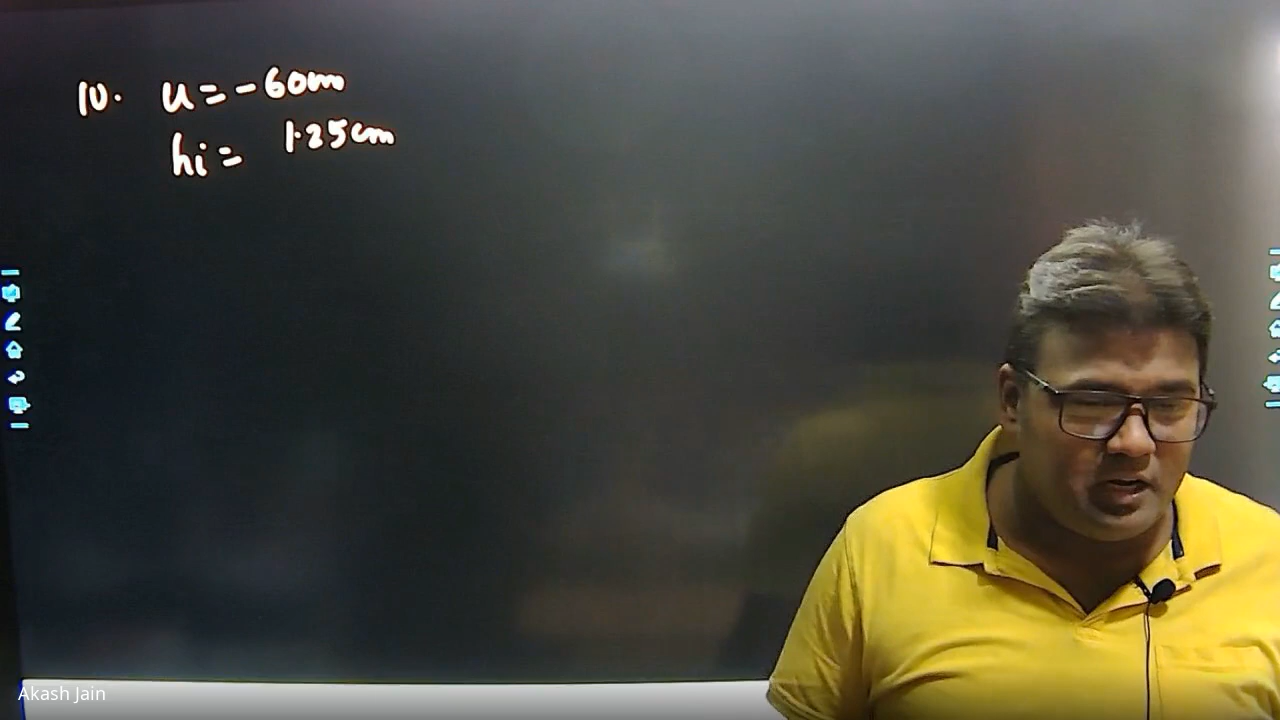 10. u = -60m
hi = 1.25cm
Akash Jain